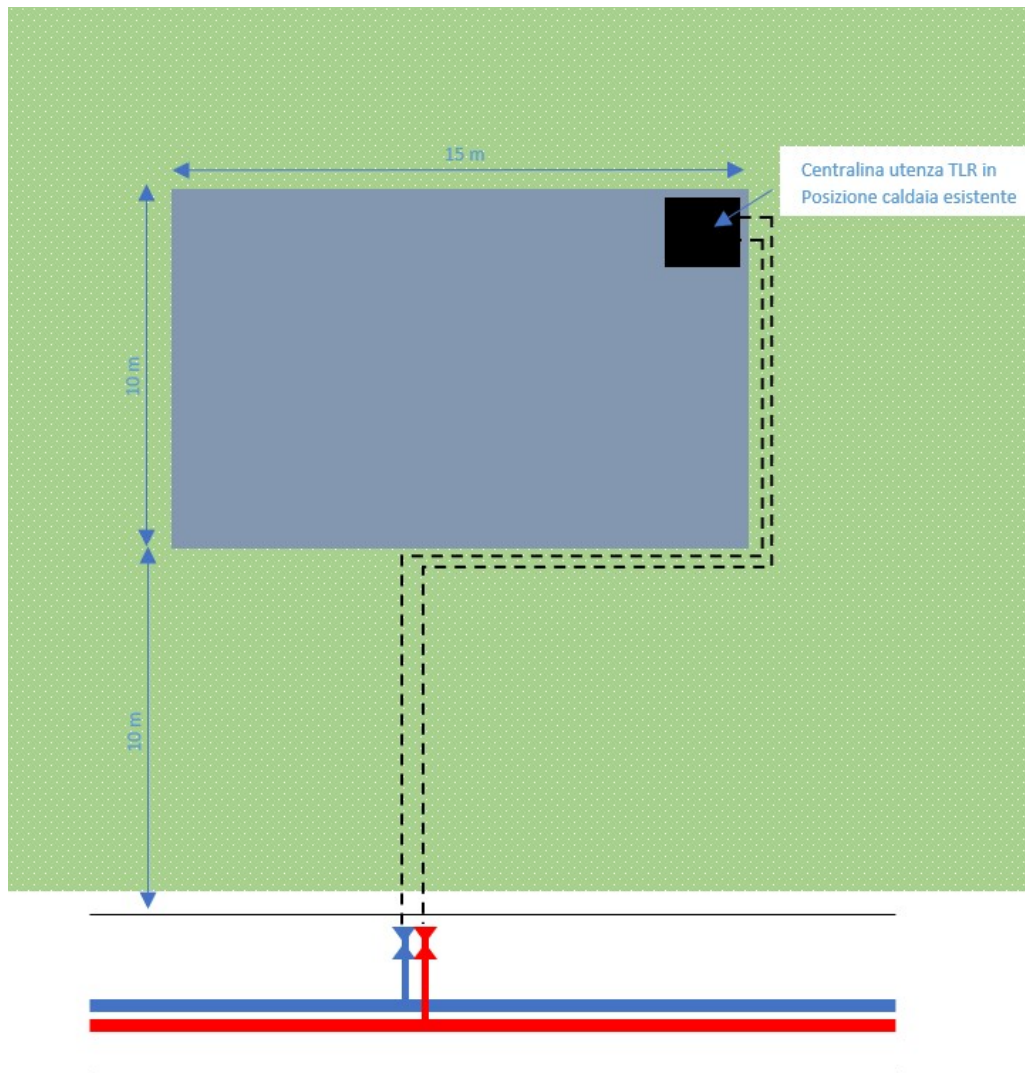 15 m
Centralina utenza TLR in
Posizione caldaia esistente
10 m
10 m